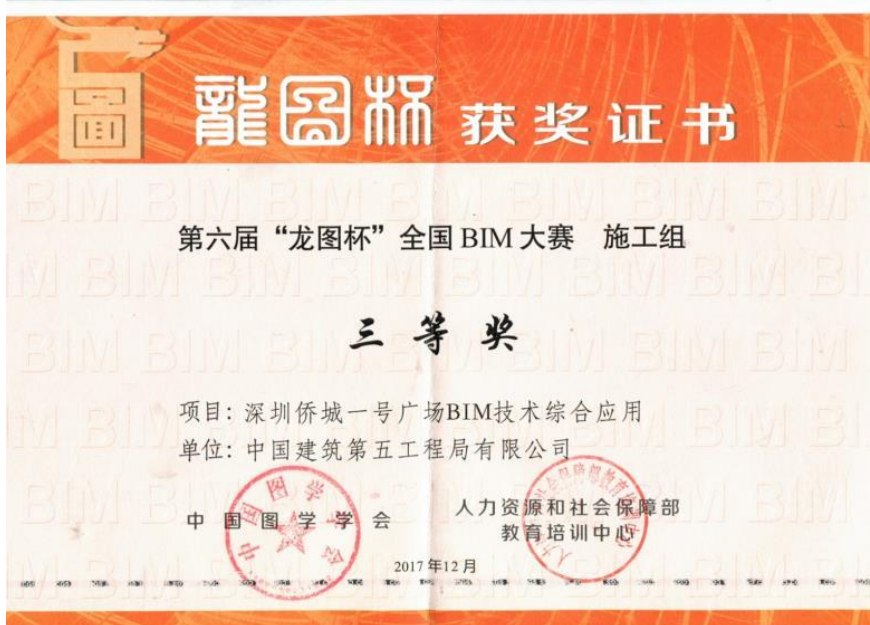 龍圖杯 获奖证书
第六届“龙图杯”全国BIM大赛 施工组
三等奖
项目：深圳侨城一号广场BIM技术综合应用
单位：中国建筑第五工程局有限公司
中国图学学会
人力资源和社会保障部
教育培训中心
2017年12月